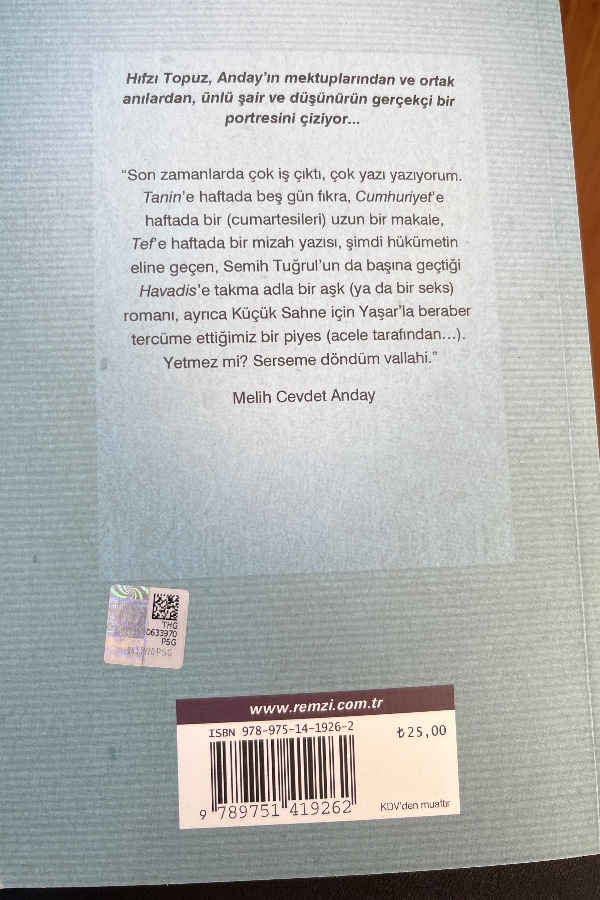 Hıfzı Topuz, Anday’ın mektuplarından ve ortak
anılardan, ünlü şair ve düşünürün gerçekçi bir
portresini çiziyor...
“Son zamanlarda çok iş çıktı, çok yazı yazıyorum.
Tanin’e haftada beş gün fıkra, Cumhuriyet’e
haftada bir (cumartesileri) uzun bir makale,
Tef’e haftada bir mizah yazısı, şimdi hükümetin
eline geçen, Semih Tuğrul’un da başına geçtiği
Havadis’e takma adla bir aşk (ya da bir seks)
romanı, ayrıca Küçük Sahne için Yaşar’la beraber
tercüme ettiğimiz bir piyes (acele tarafından...).
Yetmez mi? Serseme döndüm vallahi.”
Melih Cevdet Anday
THG
0633970
PSG
0633970PSG
www.remzi.com.tr
ISBN 978-975-14-1926-2
₺25,00
9 789751 419262
KDV’den muaftır